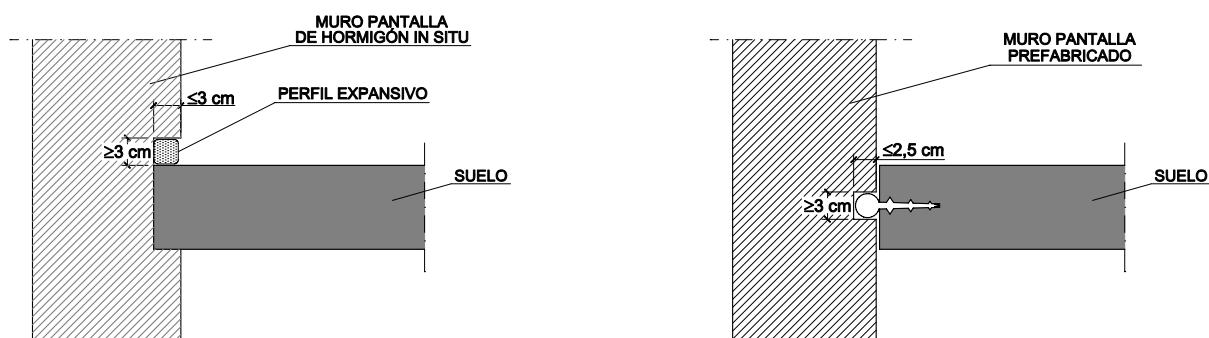 MURO PANTALLA
DE HORMIGÓN IN SITU
≤3 cm
PERFIL EXPANSIVO
≥3 cm
SUELO
MURO PANTALLA
PREFABRICADO
≤2,5 cm
≥3 cm
SUELO